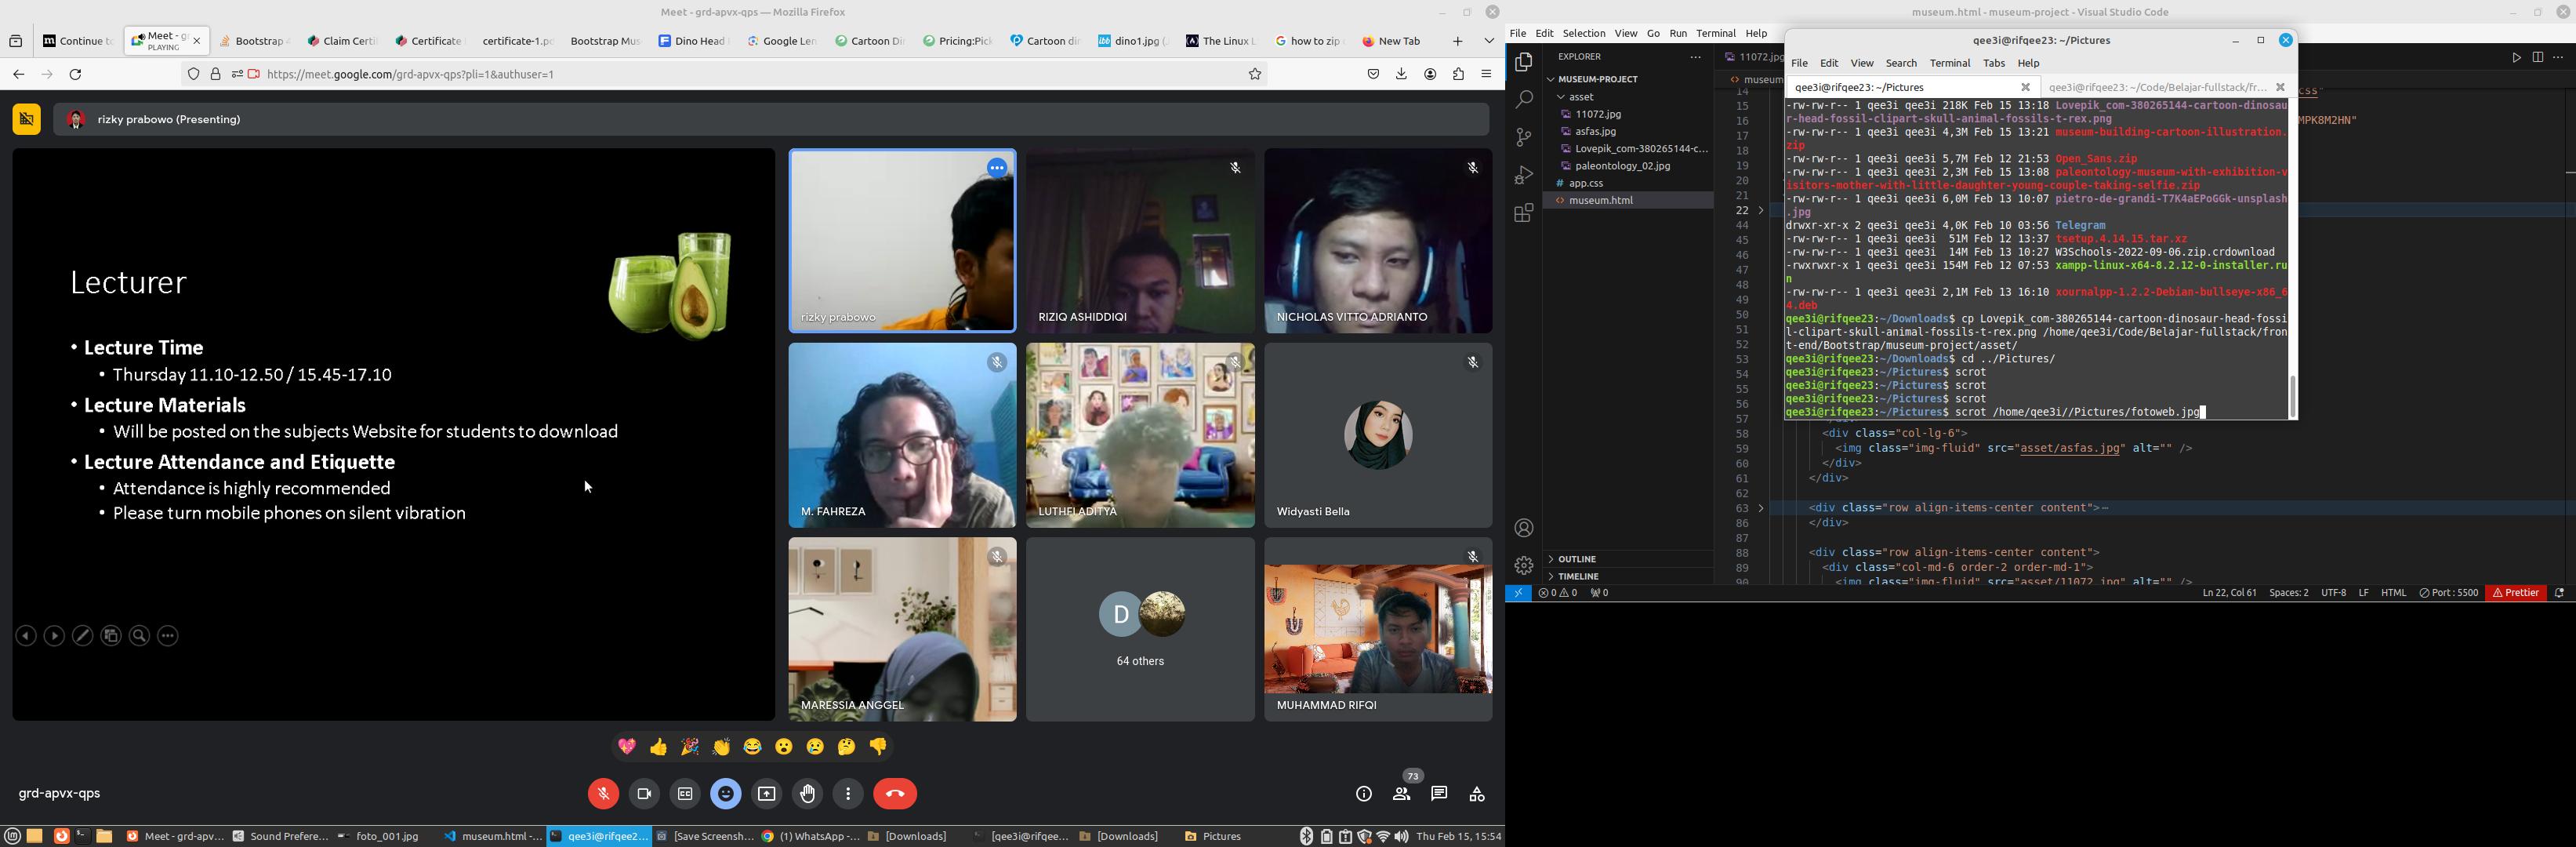 Meet - grd-apvx-qps — Mozilla Firefox
Continue to
Meet - gr
PLAYING
Bootstrap
Claim Certi
Certificate
certificate-1.pd
Bootstrap Mus
Dino Head
Google Len
Cartoon Di
Pricing:Pick
Cartoon di
dino1.jpg (
The Linux L
how to zip
New Tab
https://meet.google.com/grd-apvx-qps?pli=1&authuser=1
rizky prabowo (Presenting)
Lecturer
• Lecture Time
• Thursday 11.10-12.50 / 15.45-17.10
• Lecture Materials
• Will be posted on the subjects Website for students to download
• Lecture Attendance and Etiquette
• Attendance is highly recommended
• Please turn mobile phones on silent vibration
rizky prabowo
RIZIQ ASHIDDIQI
NICHOLAS VITTO ADRIANTO
M. FAHREZA
LUTHFI ADITYA
Widyasti Bella
MARESSIA ANGGEL
D
64 others
MUHAMMAD RIFQI
grd-apvx-qps
73
Meet - grd-apv...
Sound Prefere...
foto_001.jpg
museum.html -...
qee3i@rifqee2...
[Save Screensh...
(1) WhatsApp -...
[Downloads]
[qee3i@rifqee...
[Downloads]
Pictures
Thu Feb 15, 15:54
museum.html - museum-project - Visual Studio Code
File Edit Selection View Go Run Terminal Help
EXPLORER
MUSEUM-PROJECT
asset
11072.jpg
asfas.jpg
Lovepik_com-380265144-c...
paleontology_02.jpg
# app.css
museum.html
OUTLINE
TIMELINE
11072.jpg
museum
qee3i@rifqee23: ~/Pictures
File Edit View Search Terminal Tabs Help
qee3i@rifqee23: ~/Pictures
qee3i@rifqee23: ~/Code/Belajar-fullstack/fr...
-rw-rw-r-- 1 qee3i qee3i 218K Feb 15 13:18 Lovepik_com-380265144-cartoon-dinosau
r-head-fossil-clipart-skull-animal-fossils-t-rex.png
-rw-rw-r-- 1 qee3i qee3i 4,3M Feb 15 13:21 museum-building-cartoon-illustration.
zip
-rw-rw-r-- 1 qee3i qee3i 5,7M Feb 12 21:53 Open_Sans.zip
-rw-rw-r-- 1 qee3i qee3i 2,3M Feb 15 13:08 paleontology-museum-with-exhibition-v
isitors-mother-with-little-daughter-young-couple-taking-selfie.zip
-rw-rw-r-- 1 qee3i qee3i 6,0M Feb 13 10:07 pietro-de-grandi-T7K4aEPoGGk-unsplash
.jpg
drwxr-xr-x 2 qee3i qee3i 4,0K Feb 10 03:56 Telegram
-rw-rw-r-- 1 qee3i qee3i  51M Feb 12 13:37 tsetup.4.14.15.tar.xz
-rw-rw-r-- 1 qee3i qee3i  14M Feb 13 10:27 W3Schools-2022-09-06.zip.crdownload
-rwxrwxr-x 1 qee3i qee3i 154M Feb 12 07:53 xampp-linux-x64-8.2.12-0-installer.ru
n
-rw-rw-r-- 1 qee3i qee3i 2,1M Feb 13 16:10 xournalpp-1.2.2-Debian-bullseye-x86_6
4.deb
qee3i@rifqee23:~/Downloads$ cp Lovepik_com-380265144-cartoon-dinosaur-head-fossi
l-clipart-skull-animal-fossils-t-rex.png /home/qee3i/Code/Belajar-fullstack/fron
t-end/Bootstrap/museum-project/asset/
qee3i@rifqee23:~/Downloads$ cd ../Pictures/
qee3i@rifqee23:~/Pictures$ scrot
qee3i@rifqee23:~/Pictures$ scrot
qee3i@rifqee23:~/Pictures$ scrot
qee3i@rifqee23:~/Pictures$ scrot /home/qee3i//Pictures/fotoweb.jpg
css"
MPK8M2HN"
14
15
16
17
18
19
20
21
22
44
45
46
47
48
49
50
51
52
53
54
55
56
57
58 <div class="col-lg-6">
59 <img class="img-fluid" src="asset/asfas.jpg" alt="" />
60 </div>
61 </div>
62
63 <div class="row align-items-center content">
86 </div>
87
88 <div class="row align-items-center content">
89 <div class="col-md-6 order-2 order-md-1">
90 <img class="img-fluid" src="asset/11072.jpg" alt="" />
0 0 0
Ln 22, Col 61 Spaces: 2 UTF-8 LF HTML Port : 5500 Prettier